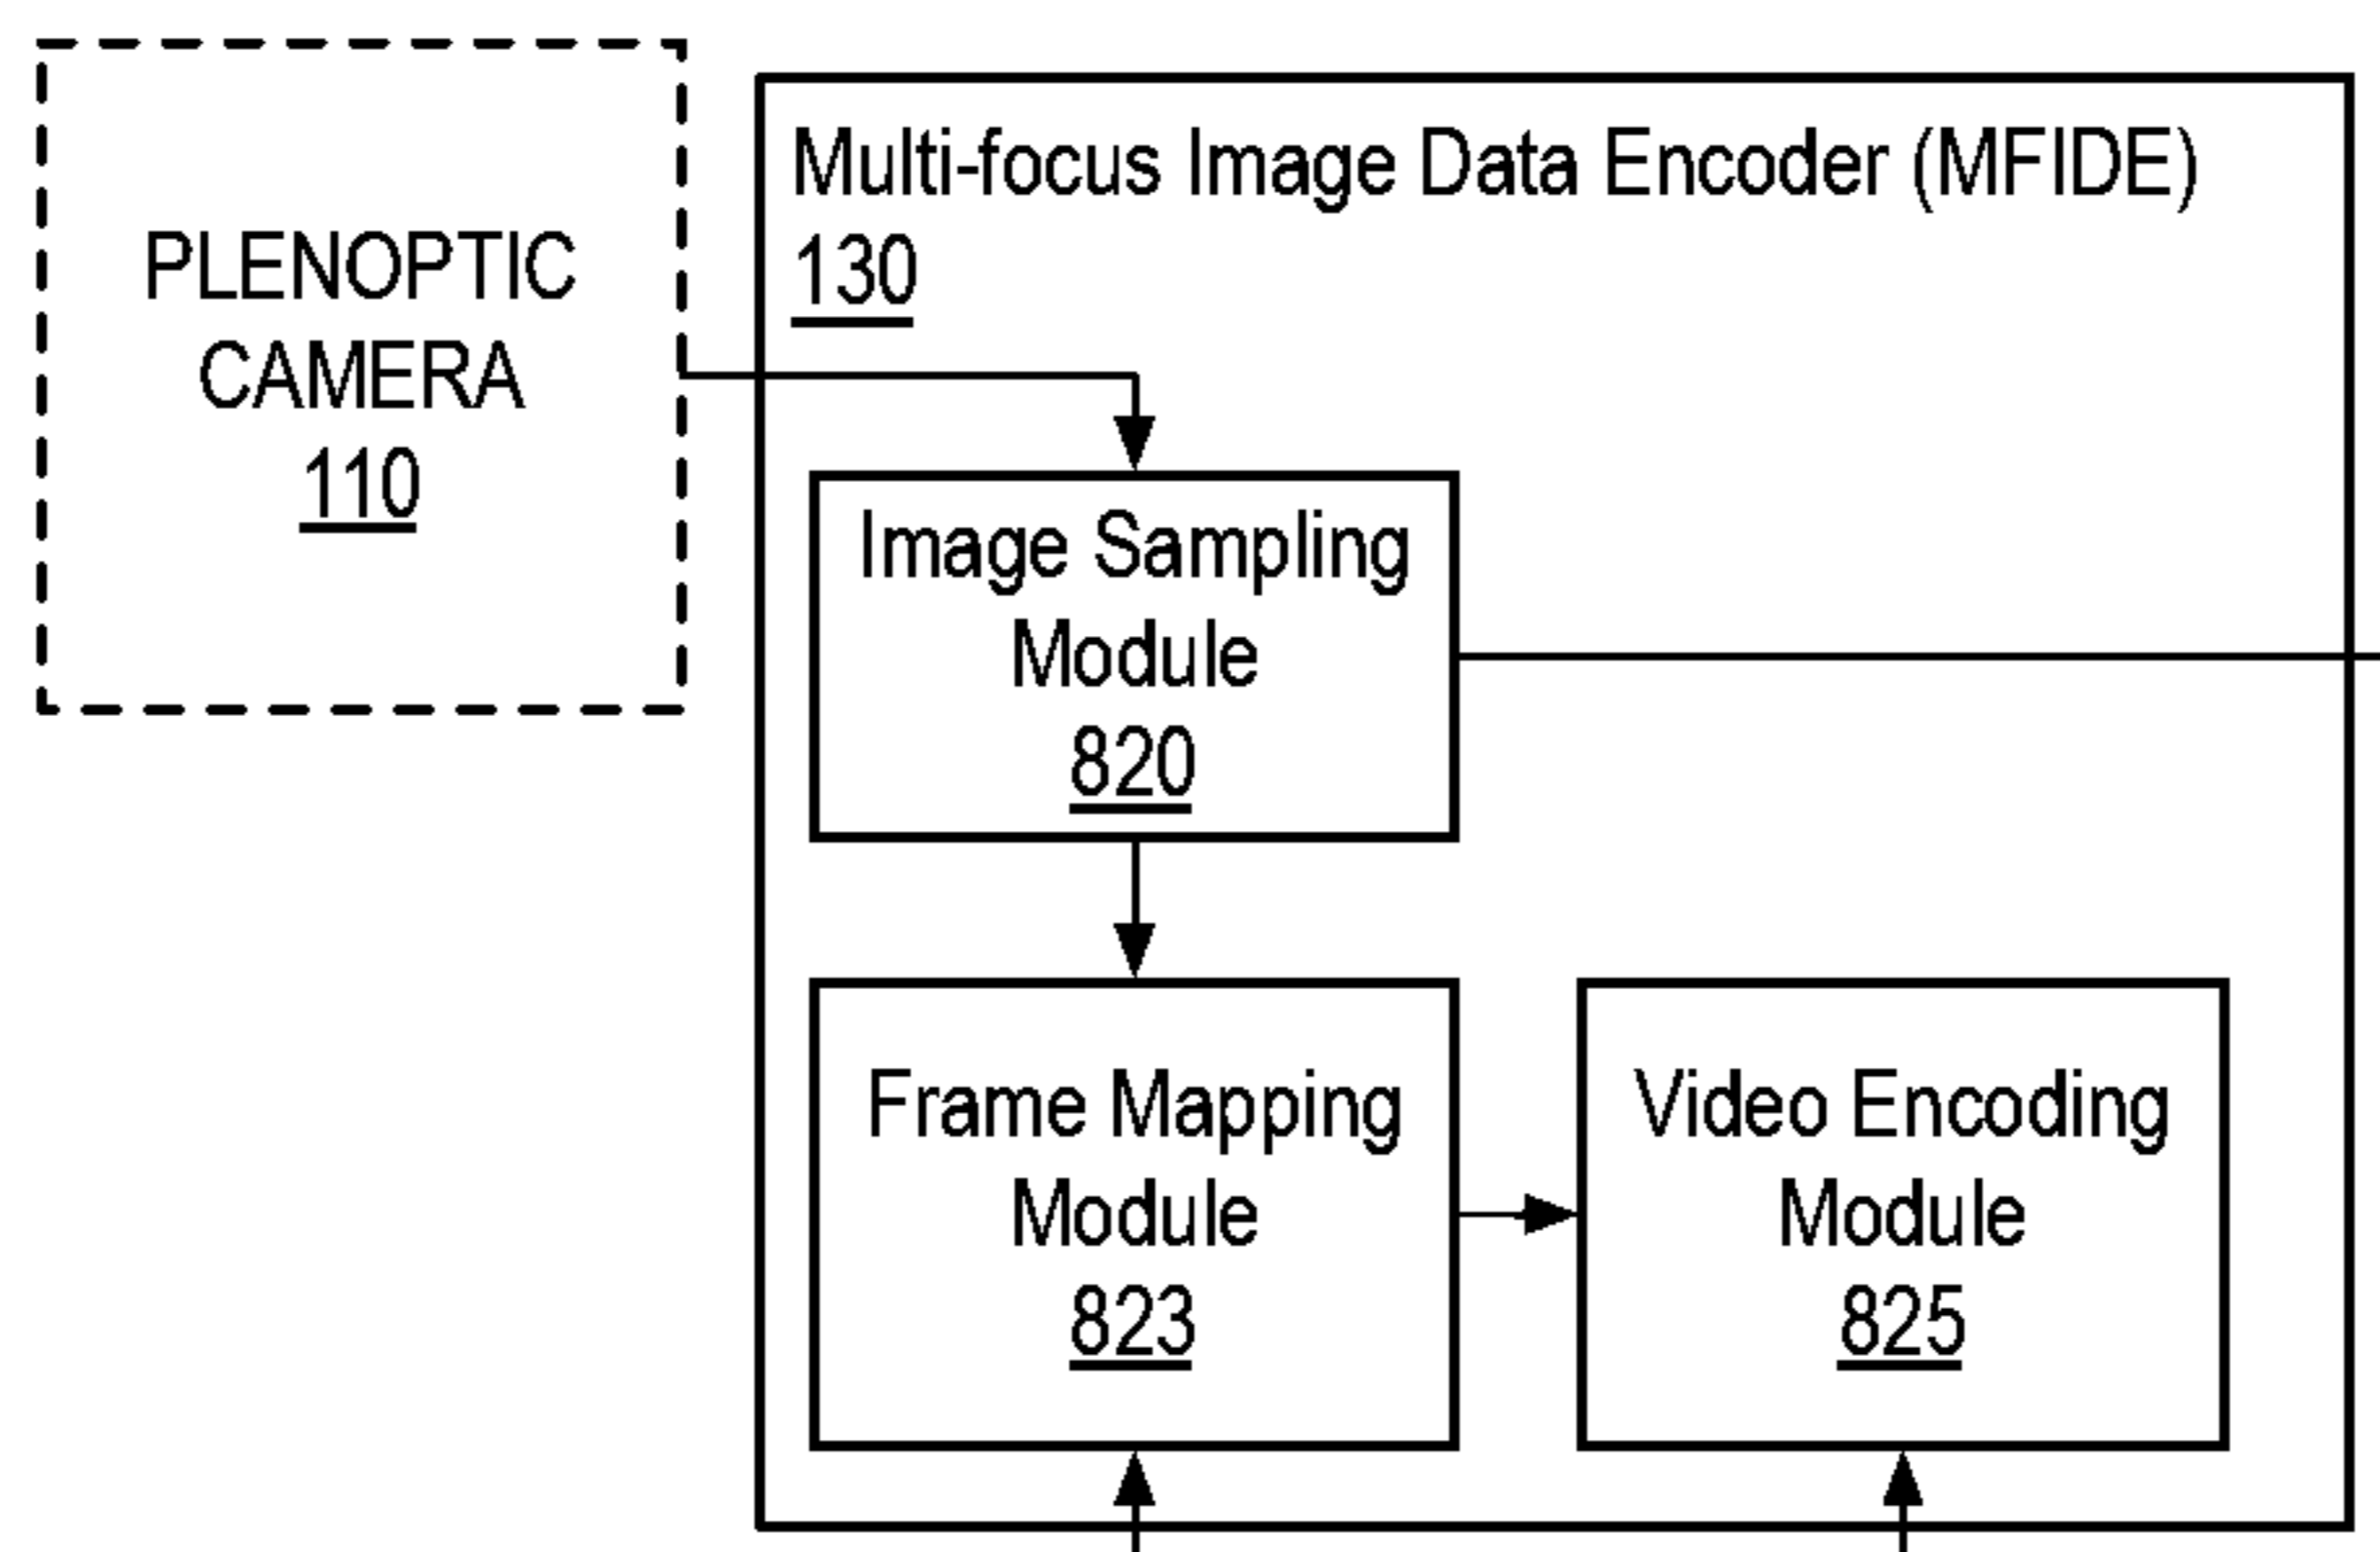 PLENOPTIC
CAMERA
110
Multi-focus Image Data Encoder (MFIDE)
130
Image Sampling
Module
820
Frame Mapping
Module
823
Video Encoding
Module
825